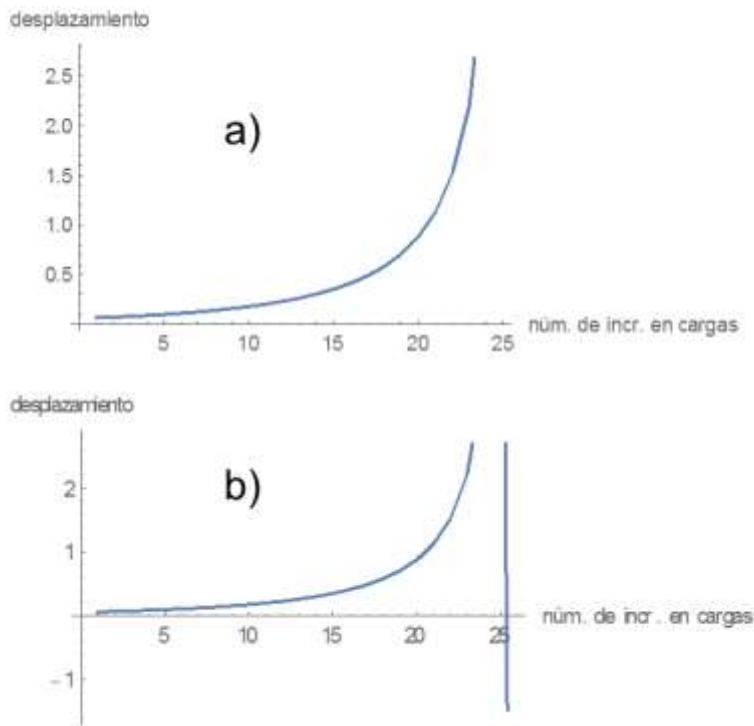 desplazamiento
2.5
2.0
a)
1.5
1.0
0.5
núm. de incr. en cargas
5 10 15 20 25
desplazamiento
b)
2
1
núm. de incr. en cargas
5 10 15 20 25
-1